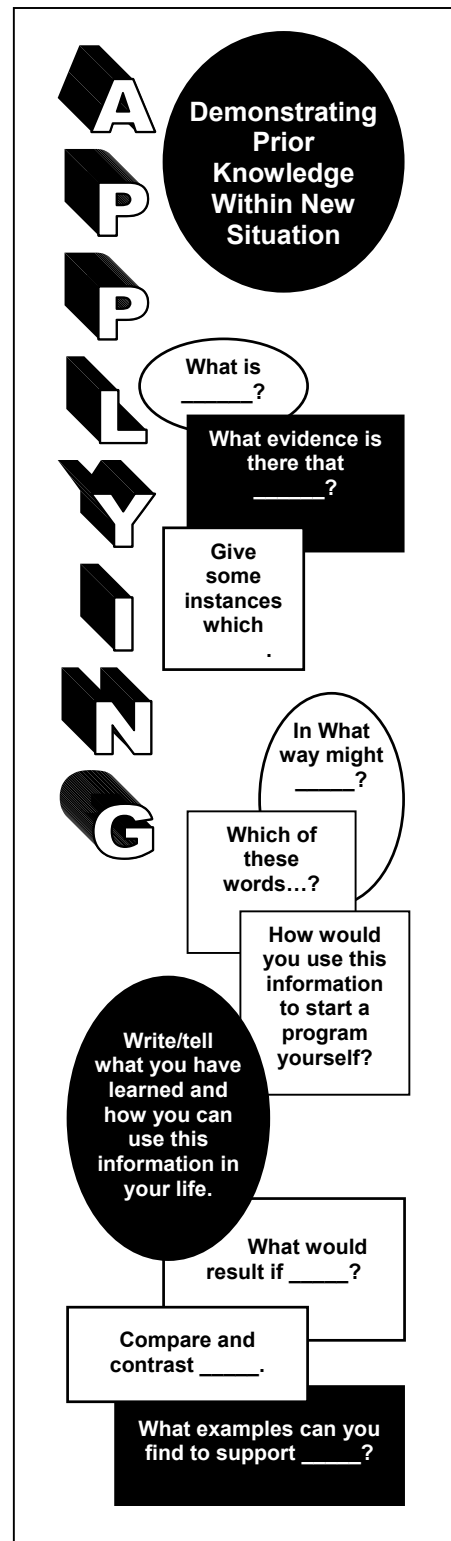 APPLYING
Demonstrating
Prior
Knowledge
Within New
Situation
What is
______?
What evidence is
there that
______?
Give
some
instances
which
.
In What
way might
_____?
Which of
these
words…?
How would
you use this
information
to start a
program
yourself?
Write/tell
what you have
learned and
how you can
use this
information in
your life.
What would
result if _____?
Compare and
contrast _____.
What examples can you
find to support _____?